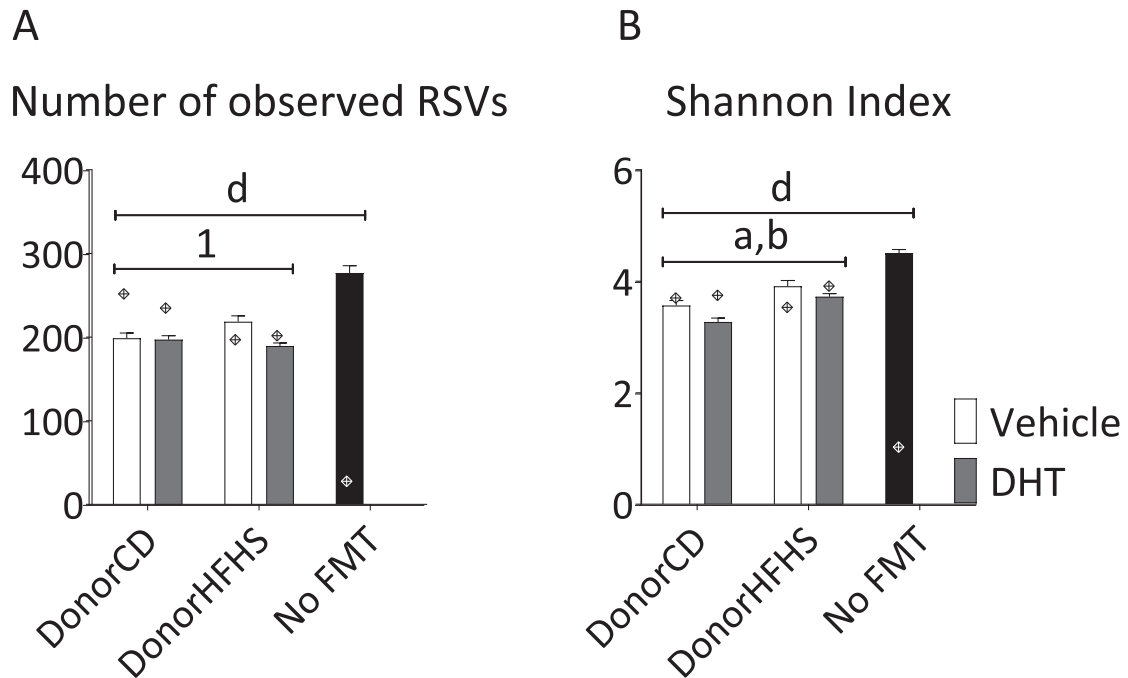 A
Number of observed RSVs
400
300
200
100
0
d
1
DonorCD
DonorHFHS
No FMT
B
Shannon Index
6
4
2
0
d
a,b
DonorCD
DonorHFHS
No FMT
Vehicle
DHT